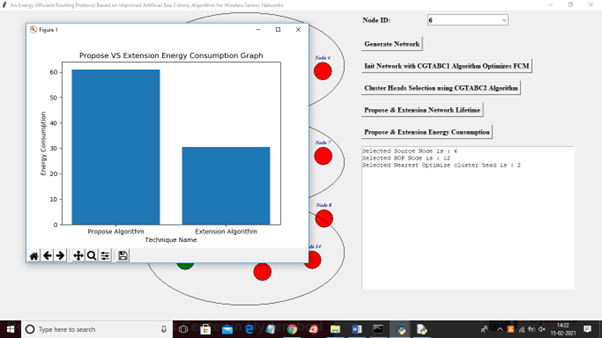 An Energy Efficient Routing Protocol Based on Improved Artificial Bee Colony Algorithm for Wireless Sensor Networks
Node ID:
6
Figure 1
Generate Network
Propose VS Extension Energy Consumption Graph
Node 4
Init Network with CGTABC1 Algorithm Optimizes FCM
Cluster Heads Selection using CGTABC2 Algorithm
Propose & Extension Network Lifetime
Propose & Extension Energy Consumption
60
50
40
30
20
10
0
Energy Consumption
Propose Algorithm
Extension Algorithm
Technique Name
Node 7
Node 8
de 14
Selected Source Node is : 6
Selected HOP Node is : 12
Selected Nearest Optimize cluster head is : 2
Type here to search
14:22
15-02-2021